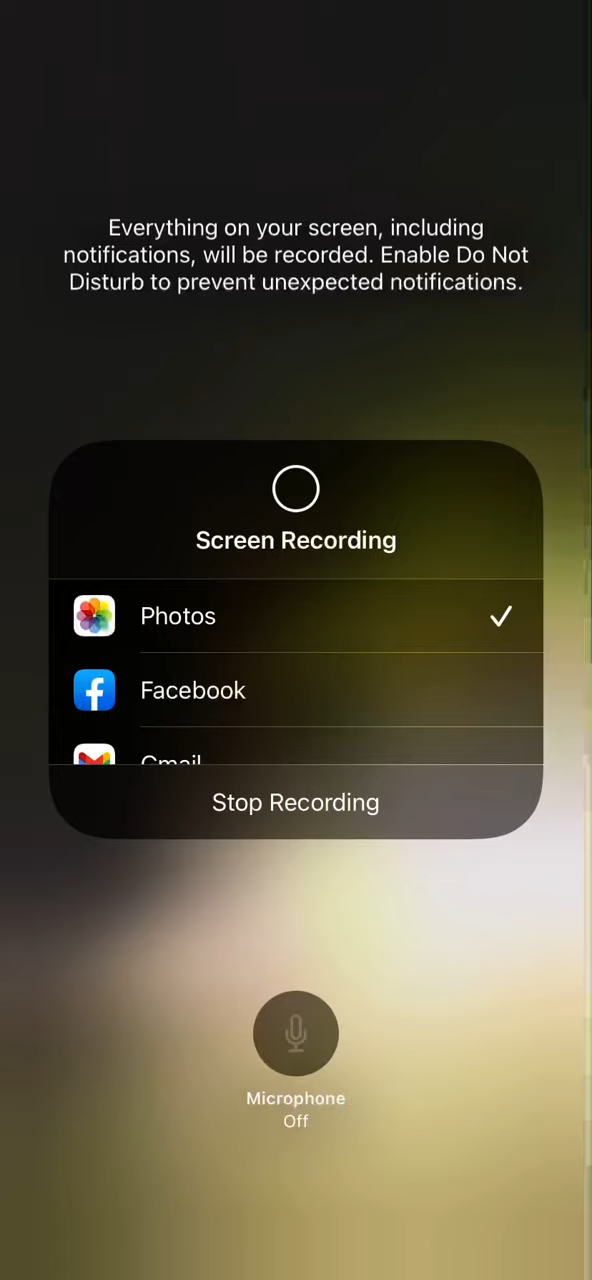 Everything on your screen, including
notifications, will be recorded. Enable Do Not
Disturb to prevent unexpected notifications.
Screen Recording
Photos
Facebook
Gmail
Stop Recording
Microphone
Off